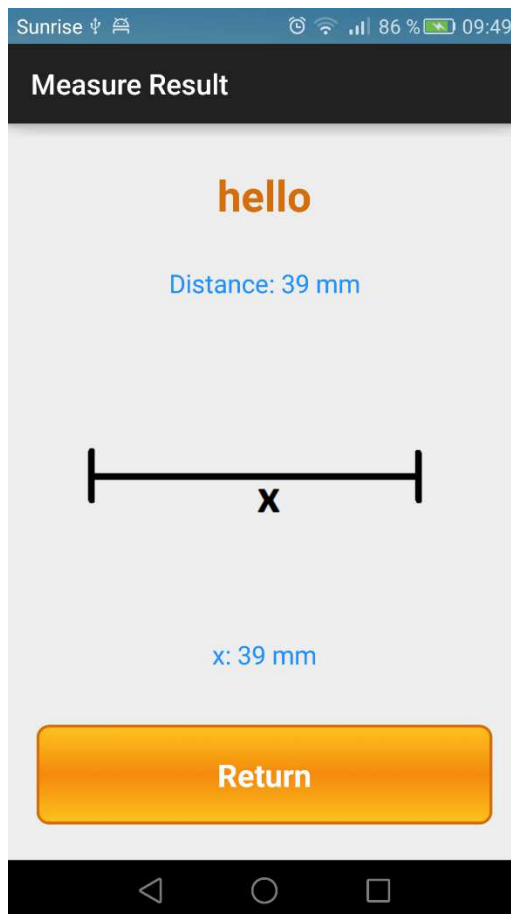 Sunrise 86 % 09:49
Measure Result
hello
Distance: 39 mm
x
x: 39 mm
Return